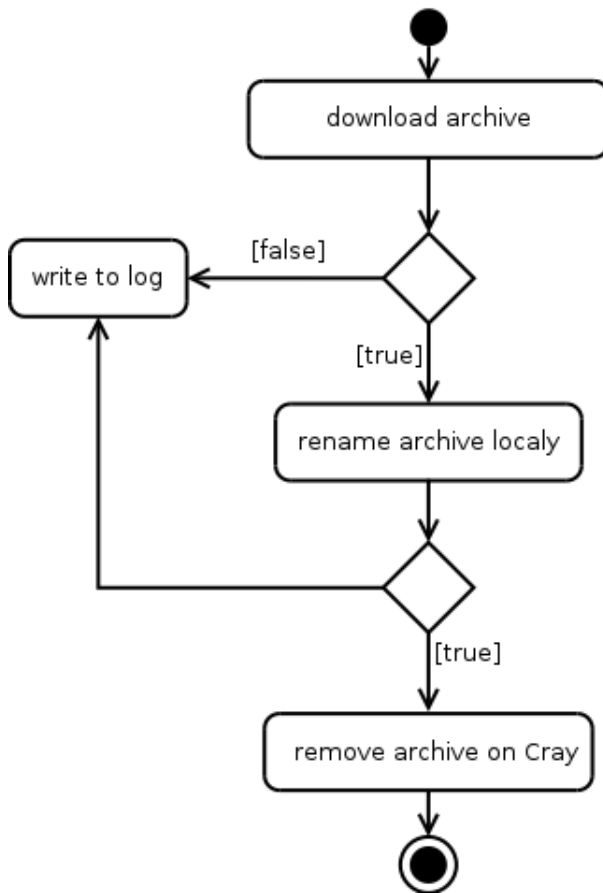 download archive
[false]
write to log
[true]
rename archive localy
[true]
remove archive on Cray